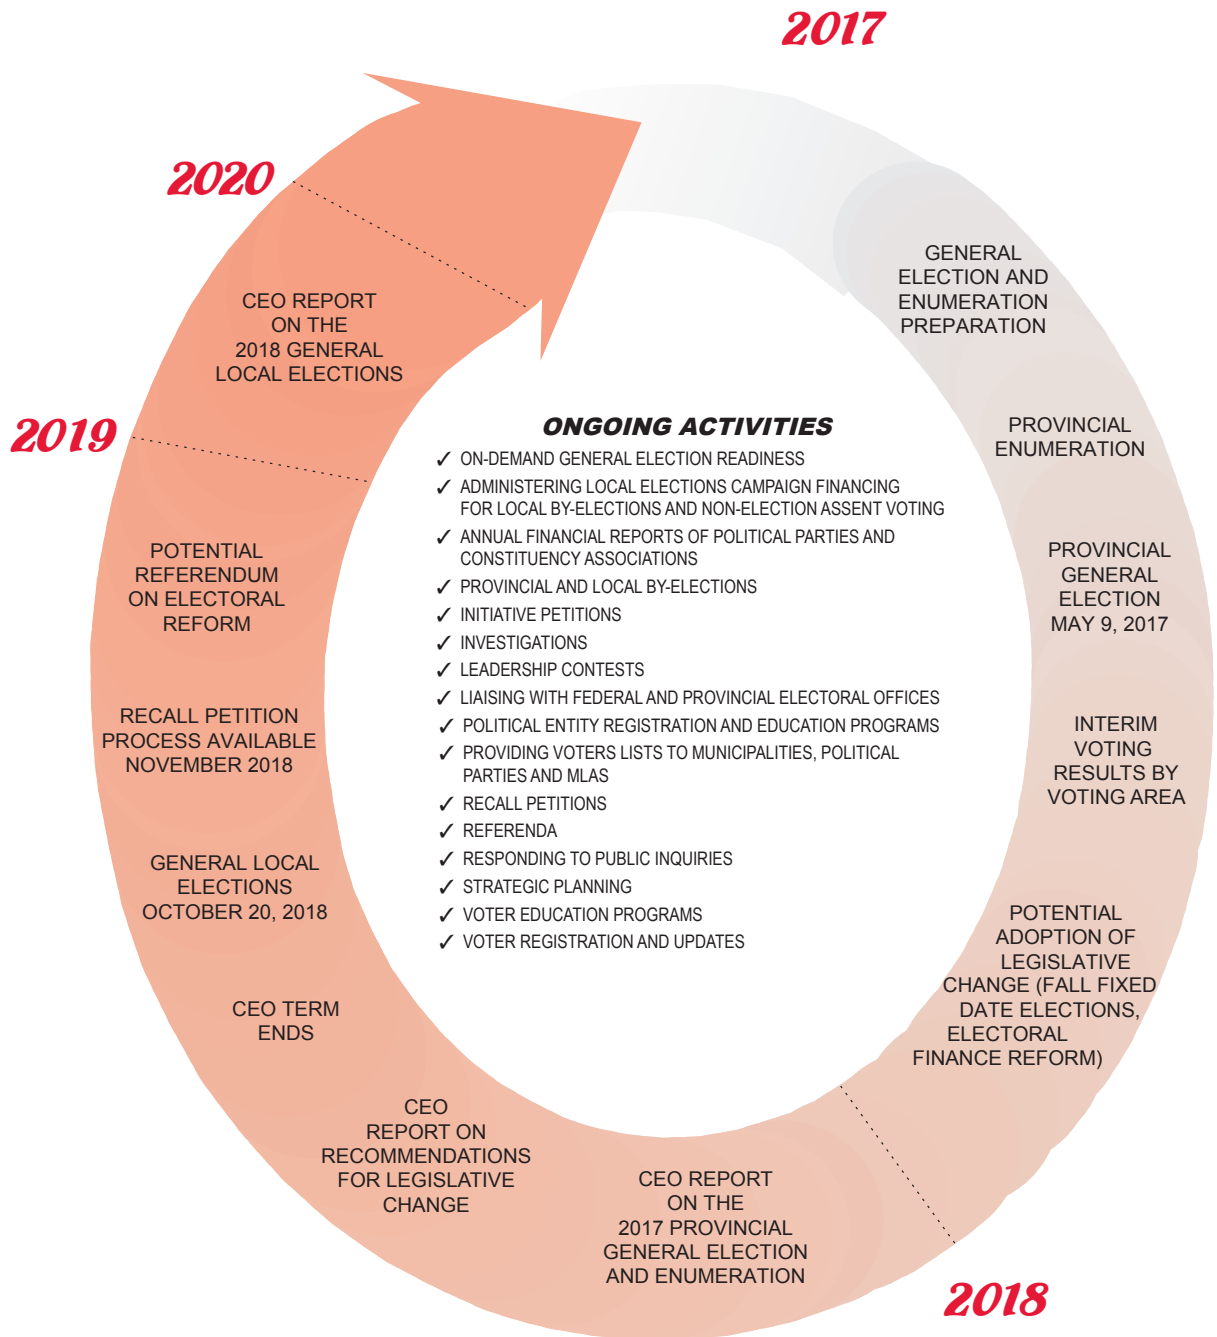 2017
GENERAL
ELECTION AND
ENUMERATION
PREPARATION
PROVINCIAL
ENUMERATION
PROVINCIAL
GENERAL
ELECTION
MAY 9, 2017
INTERIM
VOTING
RESULTS BY
VOTING AREA
POTENTIAL
ADOPTION OF
LEGISLATIVE
CHANGE (FALL FIXED
DATE ELECTIONS,
ELECTORAL
FINANCE REFORM)
2018
CEO REPORT
ON THE
2017 PROVINCIAL
GENERAL ELECTION
AND ENUMERATION
CEO
REPORT ON
RECOMMENDATIONS
FOR LEGISLATIVE
CHANGE
CEO TERM
ENDS
GENERAL LOCAL
ELECTIONS
OCTOBER 20, 2018
RECALL PETITION
PROCESS AVAILABLE
NOVEMBER 2018
POTENTIAL
REFERENDUM
ON ELECTORAL
REFORM
2019
CEO REPORT
ON THE
2018 GENERAL
LOCAL ELECTIONS
2020
ONGOING ACTIVITIES
✓ ON-DEMAND GENERAL ELECTION READINESS
✓ ADMINISTERING LOCAL ELECTIONS CAMPAIGN FINANCING
FOR LOCAL BY-ELECTIONS AND NON-ELECTION ASSENT VOTING
✓ ANNUAL FINANCIAL REPORTS OF POLITICAL PARTIES AND
CONSTITUENCY ASSOCIATIONS
✓ PROVINCIAL AND LOCAL BY-ELECTIONS
✓ INITIATIVE PETITIONS
✓ INVESTIGATIONS
✓ LEADERSHIP CONTESTS
✓ LIAISING WITH FEDERAL AND PROVINCIAL ELECTORAL OFFICES
✓ POLITICAL ENTITY REGISTRATION AND EDUCATION PROGRAMS
✓ PROVIDING VOTERS LISTS TO MUNICIPALITIES, POLITICAL
PARTIES AND MLAS
✓ RECALL PETITIONS
✓ REFERENDA
✓ RESPONDING TO PUBLIC INQUIRIES
✓ STRATEGIC PLANNING
✓ VOTER EDUCATION PROGRAMS
✓ VOTER REGISTRATION AND UPDATES